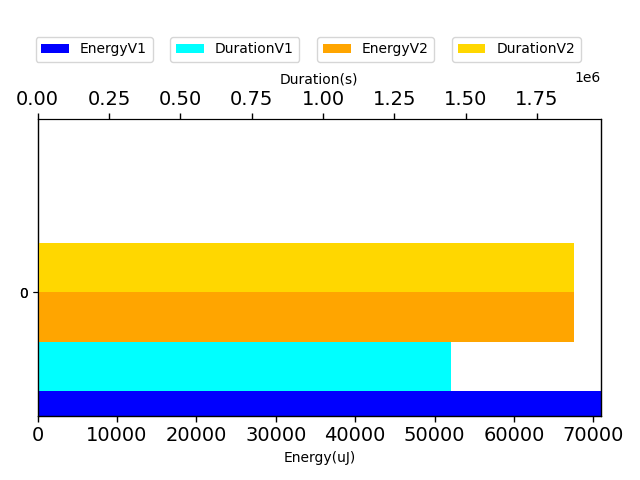 EnergyV1 DurationV1 EnergyV2 DurationV2
Duration(s)
1e6
0.00 0.25 0.50 0.75 1.00 1.25 1.50 1.75
0
0 10000 20000 30000 40000 50000 60000 70000
Energy(uJ)